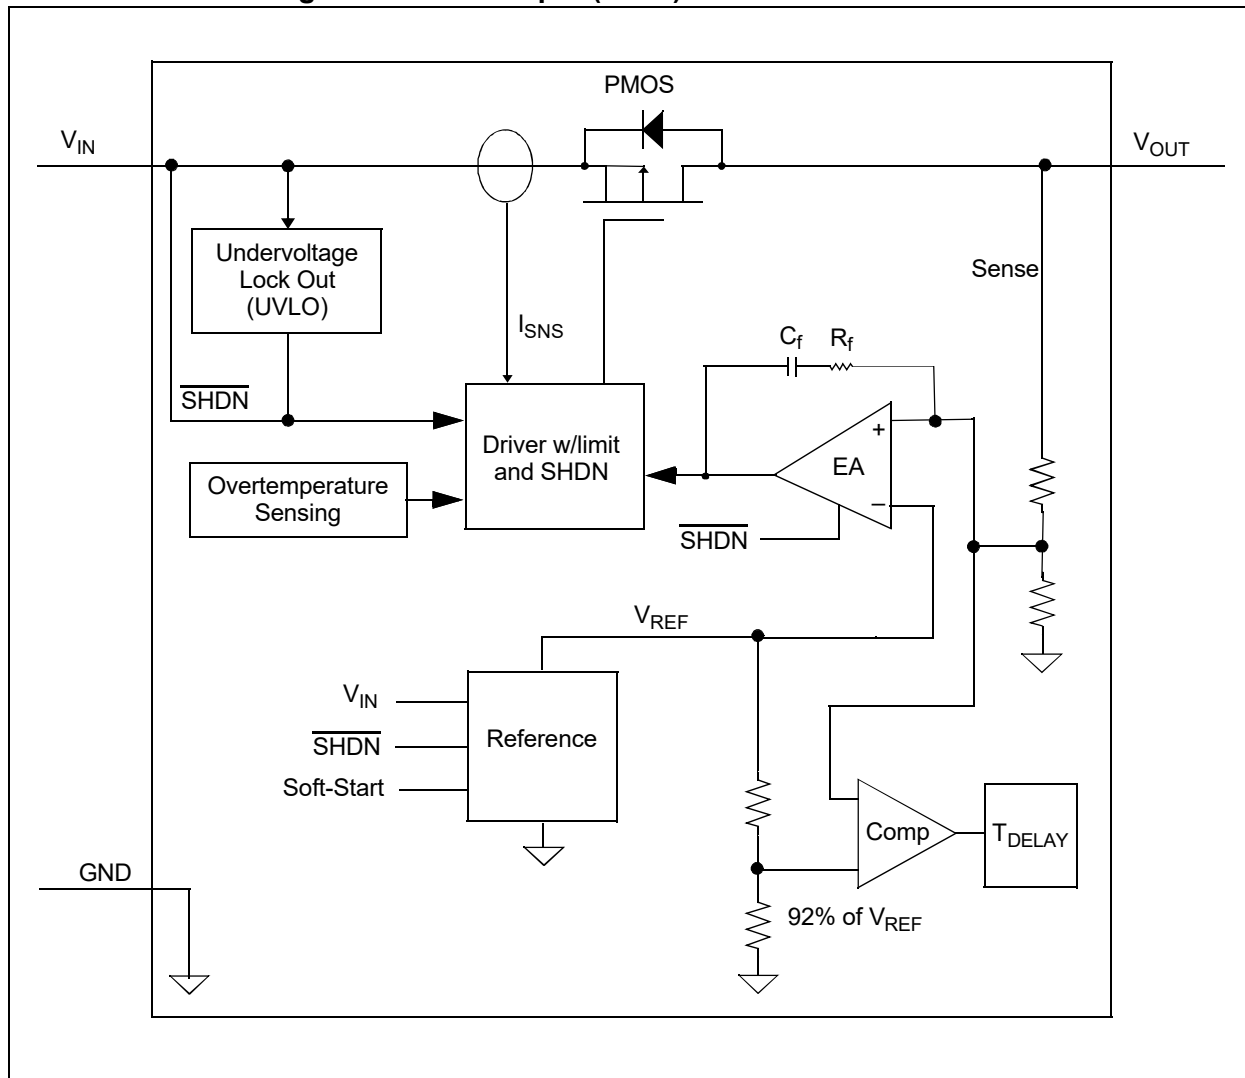 PMOS
V_IN
V_OUT
Undervoltage
Lock Out
(UVLO)
Sense
I_SNS
C_f
R_f
SHDN
+
Driver w/limit
and SHDN
EA
Overtemperature
Sensing
−
SHDN
V_REF
V_IN
SHDN
Reference
Soft-Start
Comp
T_DELAY
GND
92% of V_REF